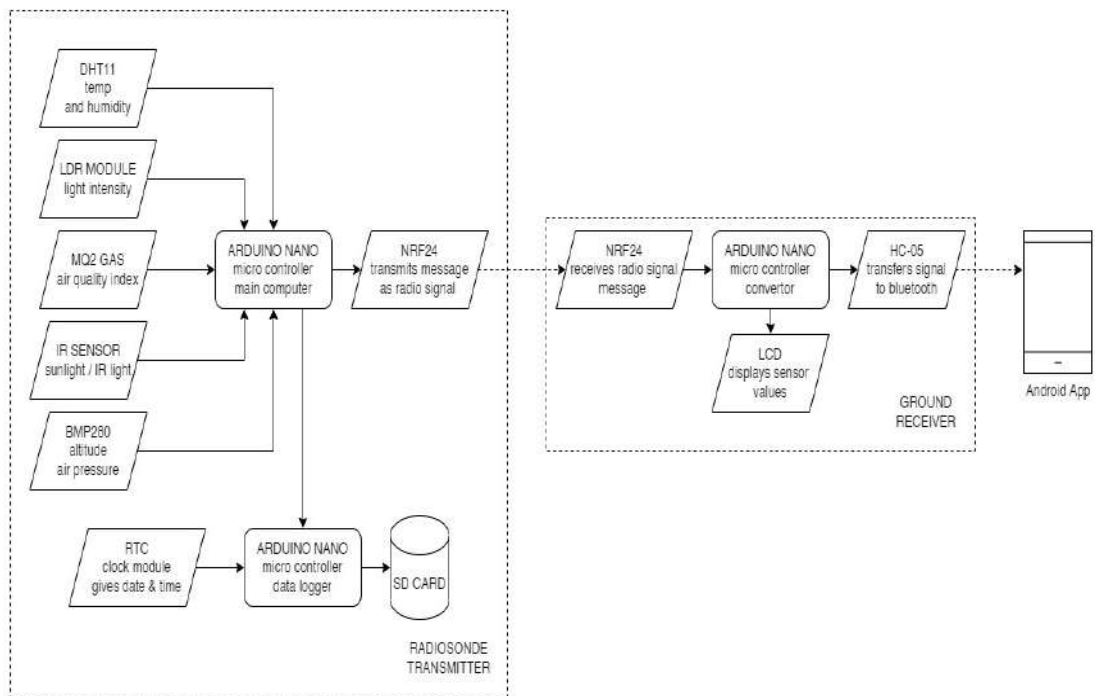 DHT11
temp
and humidity
LDR MODULE
light intensity
MQ2 GAS
air quality index
IR SENSOR
sunlight / IR light
BMP280
altitude
air pressure
ARDUINO NANO
micro controller
main computer
NRF24
transmits message
as radio signal
RTC
clock module
gives date & time
ARDUINO NANO
micro controller
data logger
SD CARD
RADIOSONDE
TRANSMITTER
NRF24
receives radio signal
message
ARDUINO NANO
micro controller
convertor
HC-05
transfers signal
to bluetooth
LCD
displays sensor
values
GROUND
RECEIVER
Android App